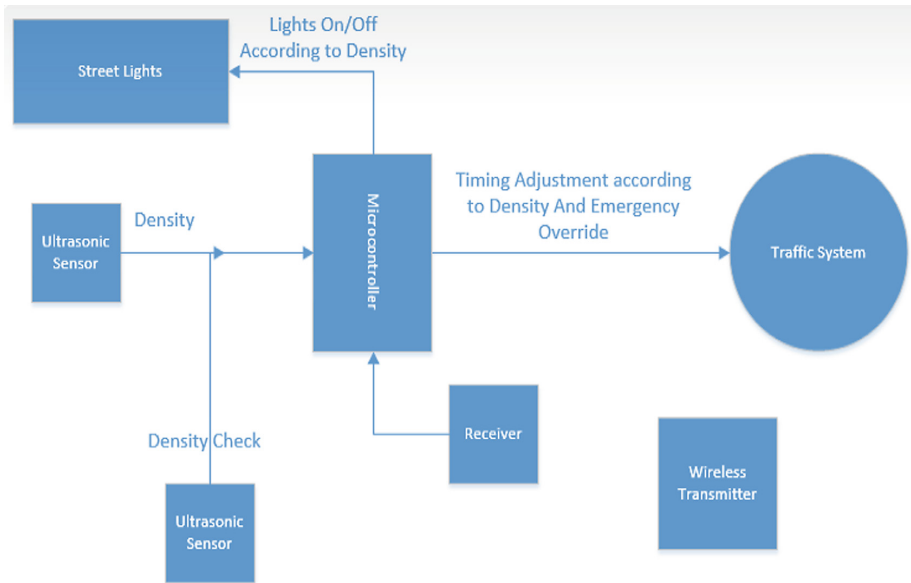 Lights On/Off
According to Density
Street Lights
Microcontroller
Timing Adjustment according
to Density And Emergency
Override
Traffic System
Density
Ultrasonic
Sensor
Density Check
Receiver
Wireless
Transmitter
Ultrasonic
Sensor